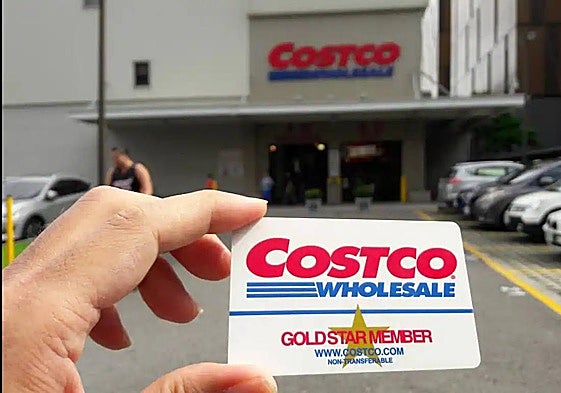 COSTCO
WHOLESALE
COSTCO
WHOLESALE
GOLD STAR MEMBER
WWW.COSTCO.COM
NON-TRANSFERABLE